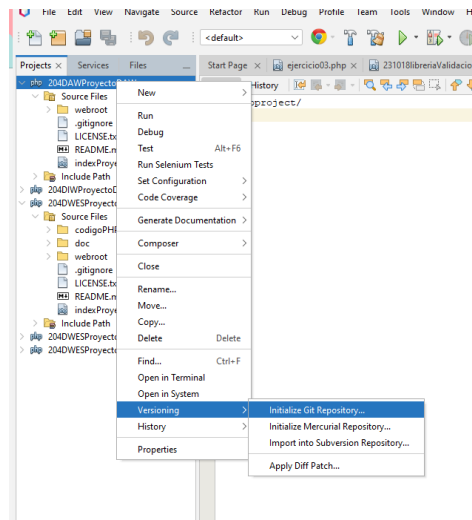 File Edit View Navigate Source Refactor Run Debug Profile Team Tools Window H
<default>
Projects Services Files Start Page ejercicio03.php 231018libreriaValidacio
History
204DAWProyectoDAW
Source Files
webroot
.gitignore
LICENSE.tx
README.m
indexProye
Include Path
204DIWProyectoD
204DWESProyecto
Source Files
codigoPHP
doc
webroot
.gitignore
LICENSE.tx
README.m
indexProye
Include Path
204DWESProyecto
204DWESProyecto
project/
New
Run
Debug
Test Alt+F6
Run Selenium Tests
Set Configuration
Code Coverage
Generate Documentation
Composer
Close
Rename...
Move...
Copy...
Delete Delete
Find... Ctrl+F
Open in Terminal
Open in System
Versioning
History
Properties
Initialize Git Repository...
Initialize Mercurial Repository...
Import into Subversion Repository...
Apply Diff Patch...